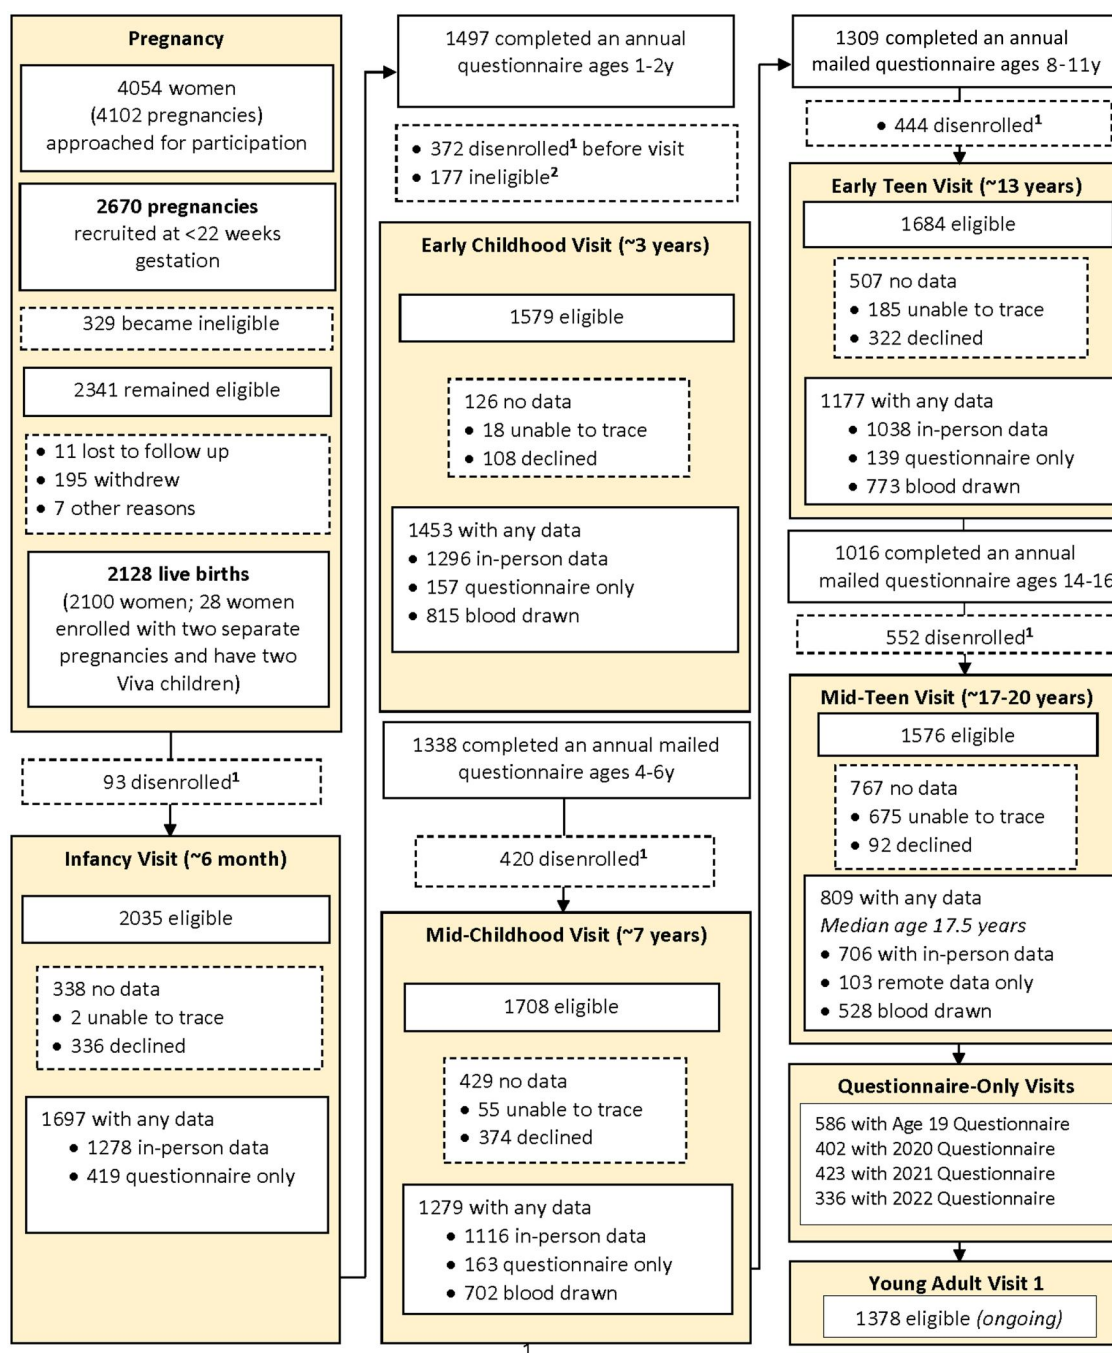 Pregnancy
4054 women
(4102 pregnancies)
approached for participation
2670 pregnancies
recruited at <22 weeks
gestation
329 became ineligible
2341 remained eligible
• 11 lost to follow up
• 195 withdrew
• 7 other reasons
2128 live births
(2100 women; 28 women
enrolled with two separate
pregnancies and have two
Viva children)
93 disenrolled¹
Infancy Visit (~6 month)
2035 eligible
338 no data
• 2 unable to trace
• 336 declined
1697 with any data
• 1278 in-person data
• 419 questionnaire only
1497 completed an annual
questionnaire ages 1-2y
• 372 disenrolled¹ before visit
• 177 ineligible²
Early Childhood Visit (~3 years)
1579 eligible
126 no data
• 18 unable to trace
• 108 declined
1453 with any data
• 1296 in-person data
• 157 questionnaire only
• 815 blood drawn
1338 completed an annual mailed
questionnaire ages 4-6y
420 disenrolled¹
Mid-Childhood Visit (~7 years)
1708 eligible
429 no data
• 55 unable to trace
• 374 declined
1279 with any data
• 1116 in-person data
• 163 questionnaire only
• 702 blood drawn
1
1309 completed an annual
mailed questionnaire ages 8-11y
• 444 disenrolled¹
Early Teen Visit (~13 years)
1684 eligible
507 no data
• 185 unable to trace
• 322 declined
1177 with any data
• 1038 in-person data
• 139 questionnaire only
• 773 blood drawn
1016 completed an annual
mailed questionnaire ages 14-16
552 disenrolled¹
Mid-Teen Visit (~17-20 years)
1576 eligible
767 no data
• 675 unable to trace
• 92 declined
809 with any data
Median age 17.5 years
• 706 with in-person data
• 103 remote data only
• 528 blood drawn
Questionnaire-Only Visits
586 with Age 19 Questionnaire
402 with 2020 Questionnaire
423 with 2021 Questionnaire
336 with 2022 Questionnaire
Young Adult Visit 1
1378 eligible (ongoing)